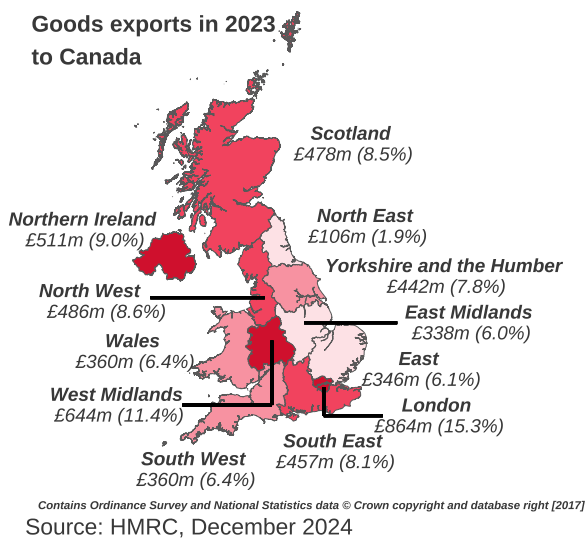 Goods exports in 2023
to Canada
Scotland
£478m (8.5%)
Northern Ireland
£511m (9.0%)
North East
£106m (1.9%)
Yorkshire and the Humber
£442m (7.8%)
North West
£486m (8.6%)
East Midlands
£338m (6.0%)
Wales
£360m (6.4%)
East
£346m (6.1%)
West Midlands
£644m (11.4%)
London
£864m (15.3%)
South East
£457m (8.1%)
South West
£360m (6.4%)
Contains Ordinance Survey and National Statistics data © Crown copyright and database right [2017]
Source: HMRC, December 2024